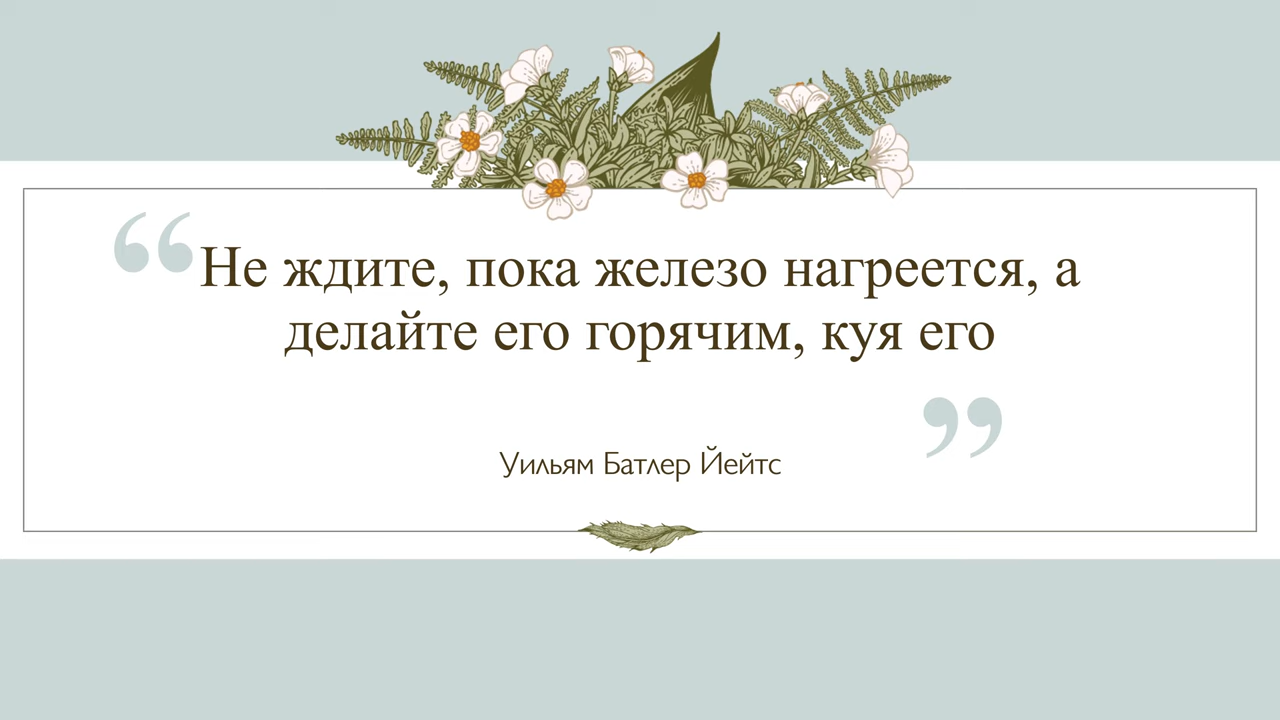 “Не ждите, пока железо нагреется, а
делайте его горячим, куя его
”
Уильям Батлер Йейтс